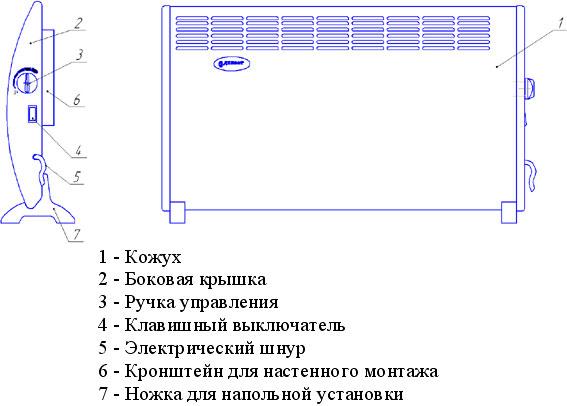 2
3
6
4
5
7
1
1 - Кожух
2 - Боковая крышка
3 - Ручка управления
4 - Клавишный выключатель
5 - Электрический шнур
6 - Кронштейн для настенного монтажа
7 - Ножка для напольной установки